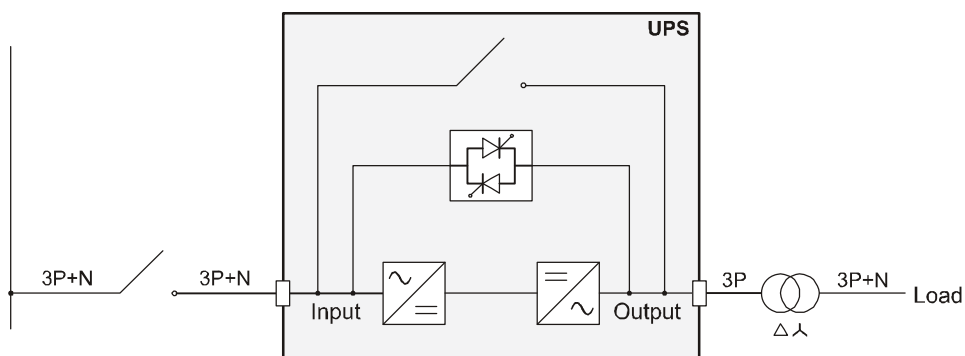 UPS
3P+N
3P+N
Input
Output
3P
3P+N
Load